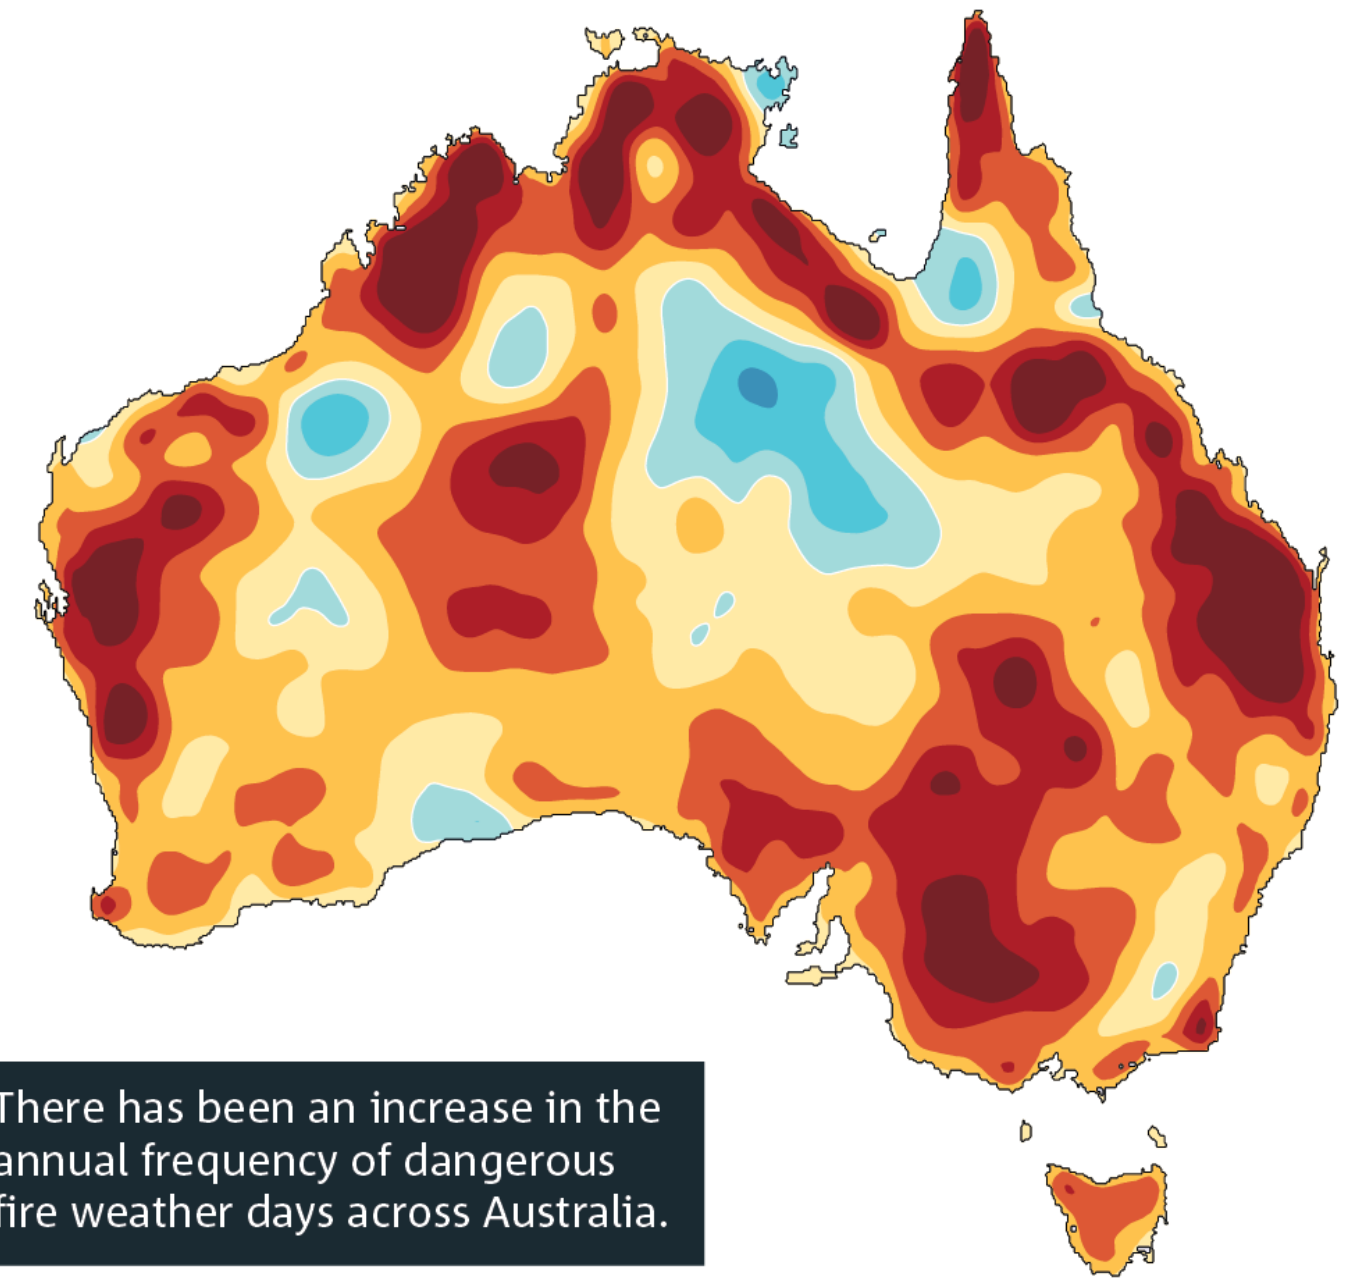 There has been an increase in the
annual frequency of dangerous
fire weather days across Australia.